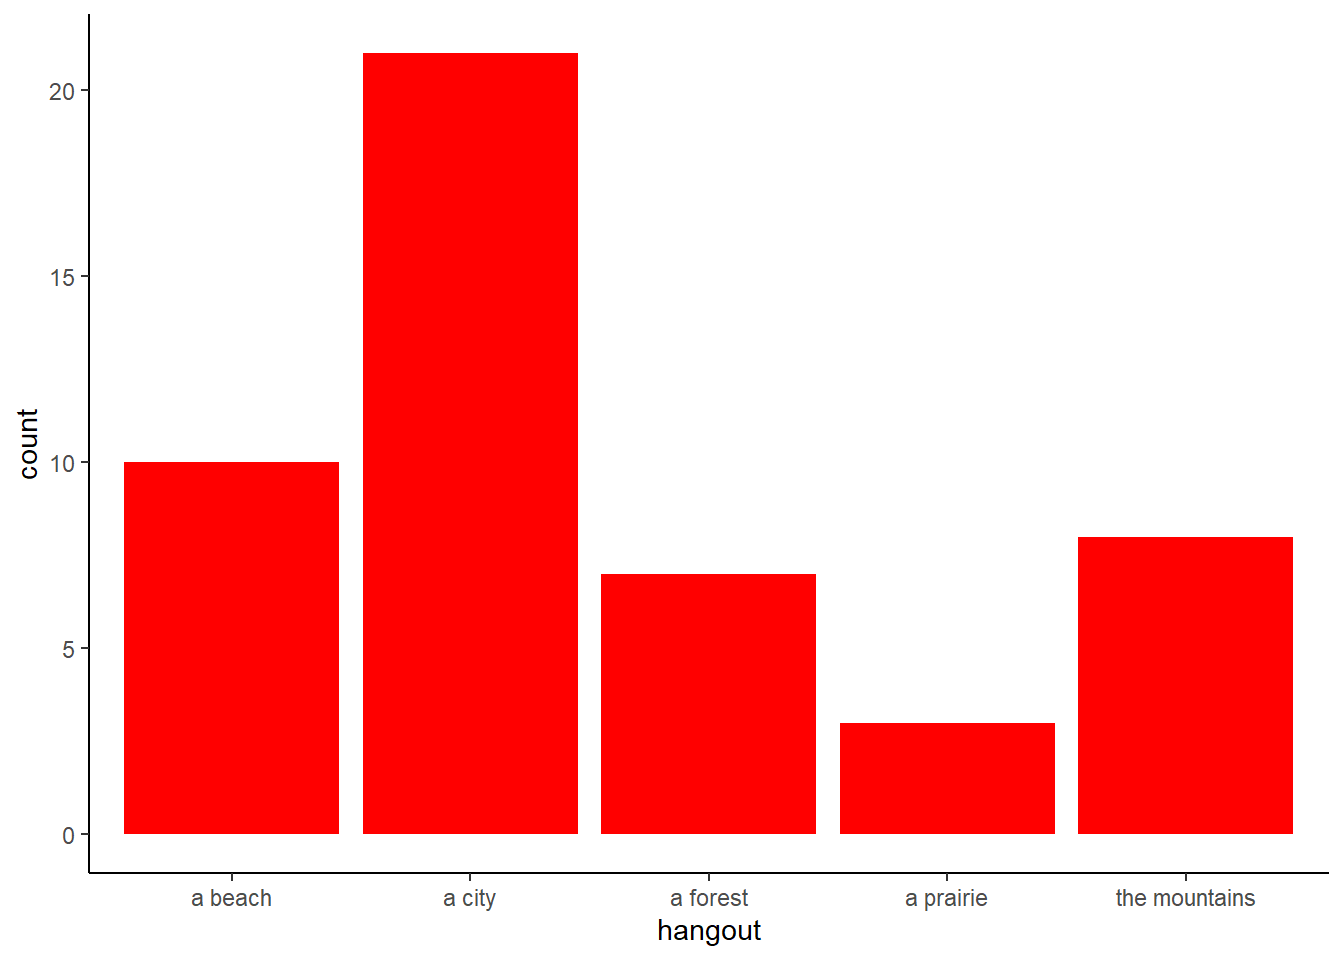 20
15
10
5
0
count
a beach
a city
a forest
a prairie
the mountains
hangout